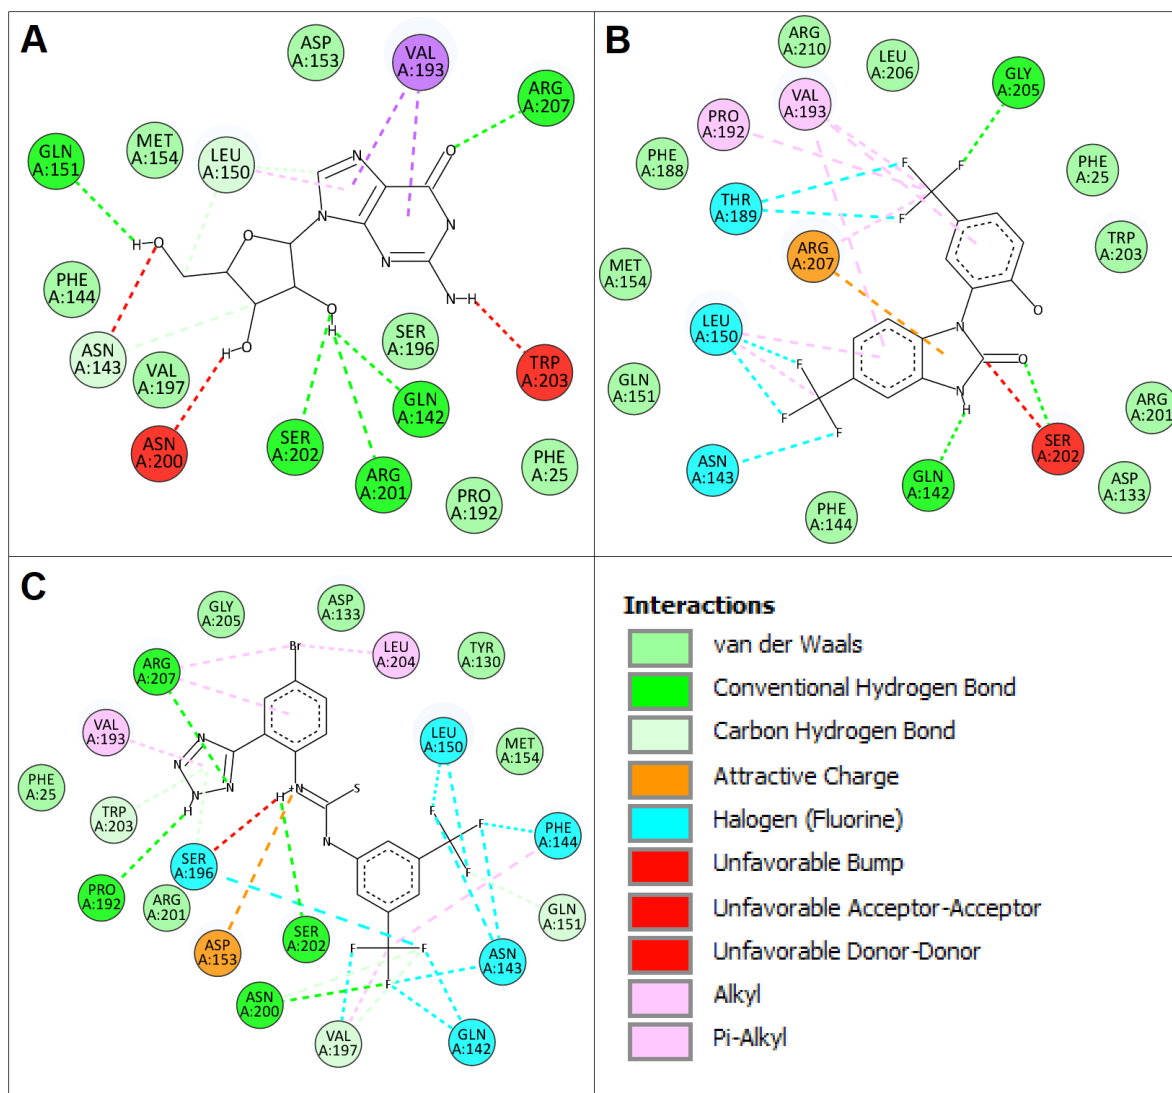 A
ASP
A:153
VAL
A:193
ARG
A:207
GLN
A:151
MET
A:154
LEU
A:150
N
O
N
N
N
N
O
H
O
N
H
PHE
A:144
ASN
A:143
VAL
A:197
H
O
O
H
SER
A:196
TRP
A:203
ASN
A:200
SER
A:202
GLN
A:142
ARG
A:201
PRO
A:192
PHE
A:25
B
ARG
A:210
LEU
A:206
GLY
A:205
VAL
A:193
PRO
A:192
PHE
A:188
F
F
F
PHE
A:25
THR
A:189
ARG
A:207
TRP
A:203
MET
A:154
LEU
A:150
O
N
O
N
H
F
F
F
GLN
A:151
ASN
A:143
GLN
A:142
SER
A:202
ARG
A:201
ASP
A:133
PHE
A:144
C
GLY
A:205
ASP
A:133
Br
LEU
A:204
TYR
A:130
ARG
A:207
VAL
A:193
LEU
A:150
MET
A:154
PHE
A:25
N
N
N
N
H
TRP
A:203
H
+
N
S
N
F
F
F
PHE
A:144
SER
A:196
PRO
A:192
ARG
A:201
ASP
A:153
SER
A:202
GLN
A:151
F
F
F
ASN
A:143
ASN
A:200
VAL
A:197
GLN
A:142
Interactions
van der Waals
Conventional Hydrogen Bond
Carbon Hydrogen Bond
Attractive Charge
Halogen (Fluorine)
Unfavorable Bump
Unfavorable Acceptor-Acceptor
Unfavorable Donor-Donor
Alkyl
Pi-Alkyl